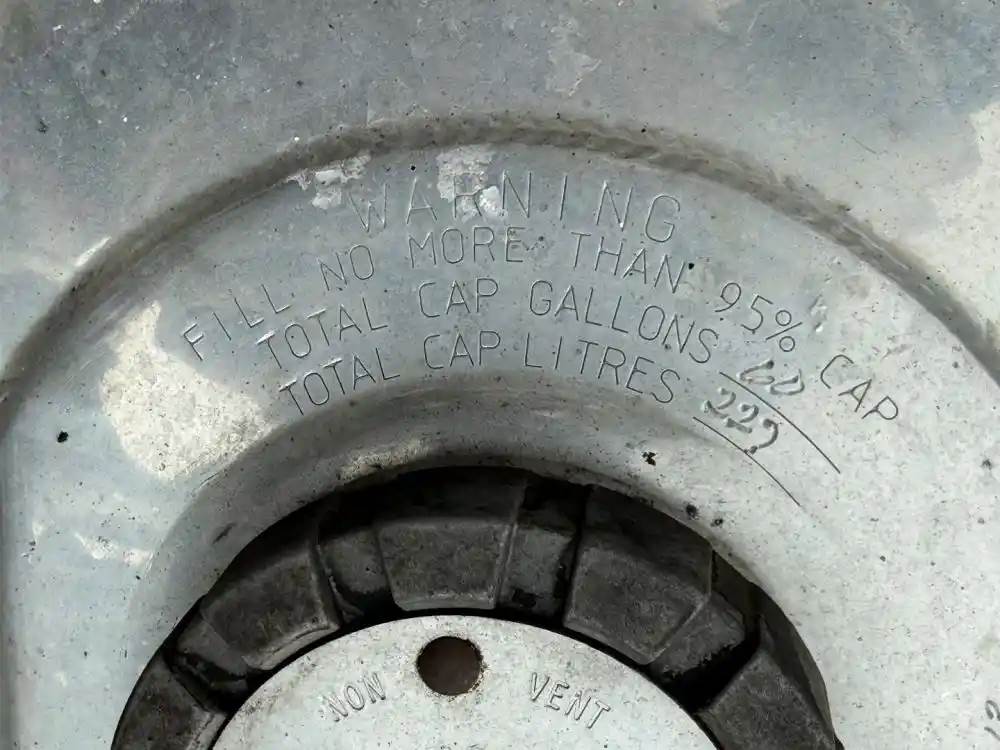 WARNING
FILL NO MORE THAN 95% CAP
TOTAL CAP GALLONS 60
TOTAL CAP LITRES 227
NON VENT